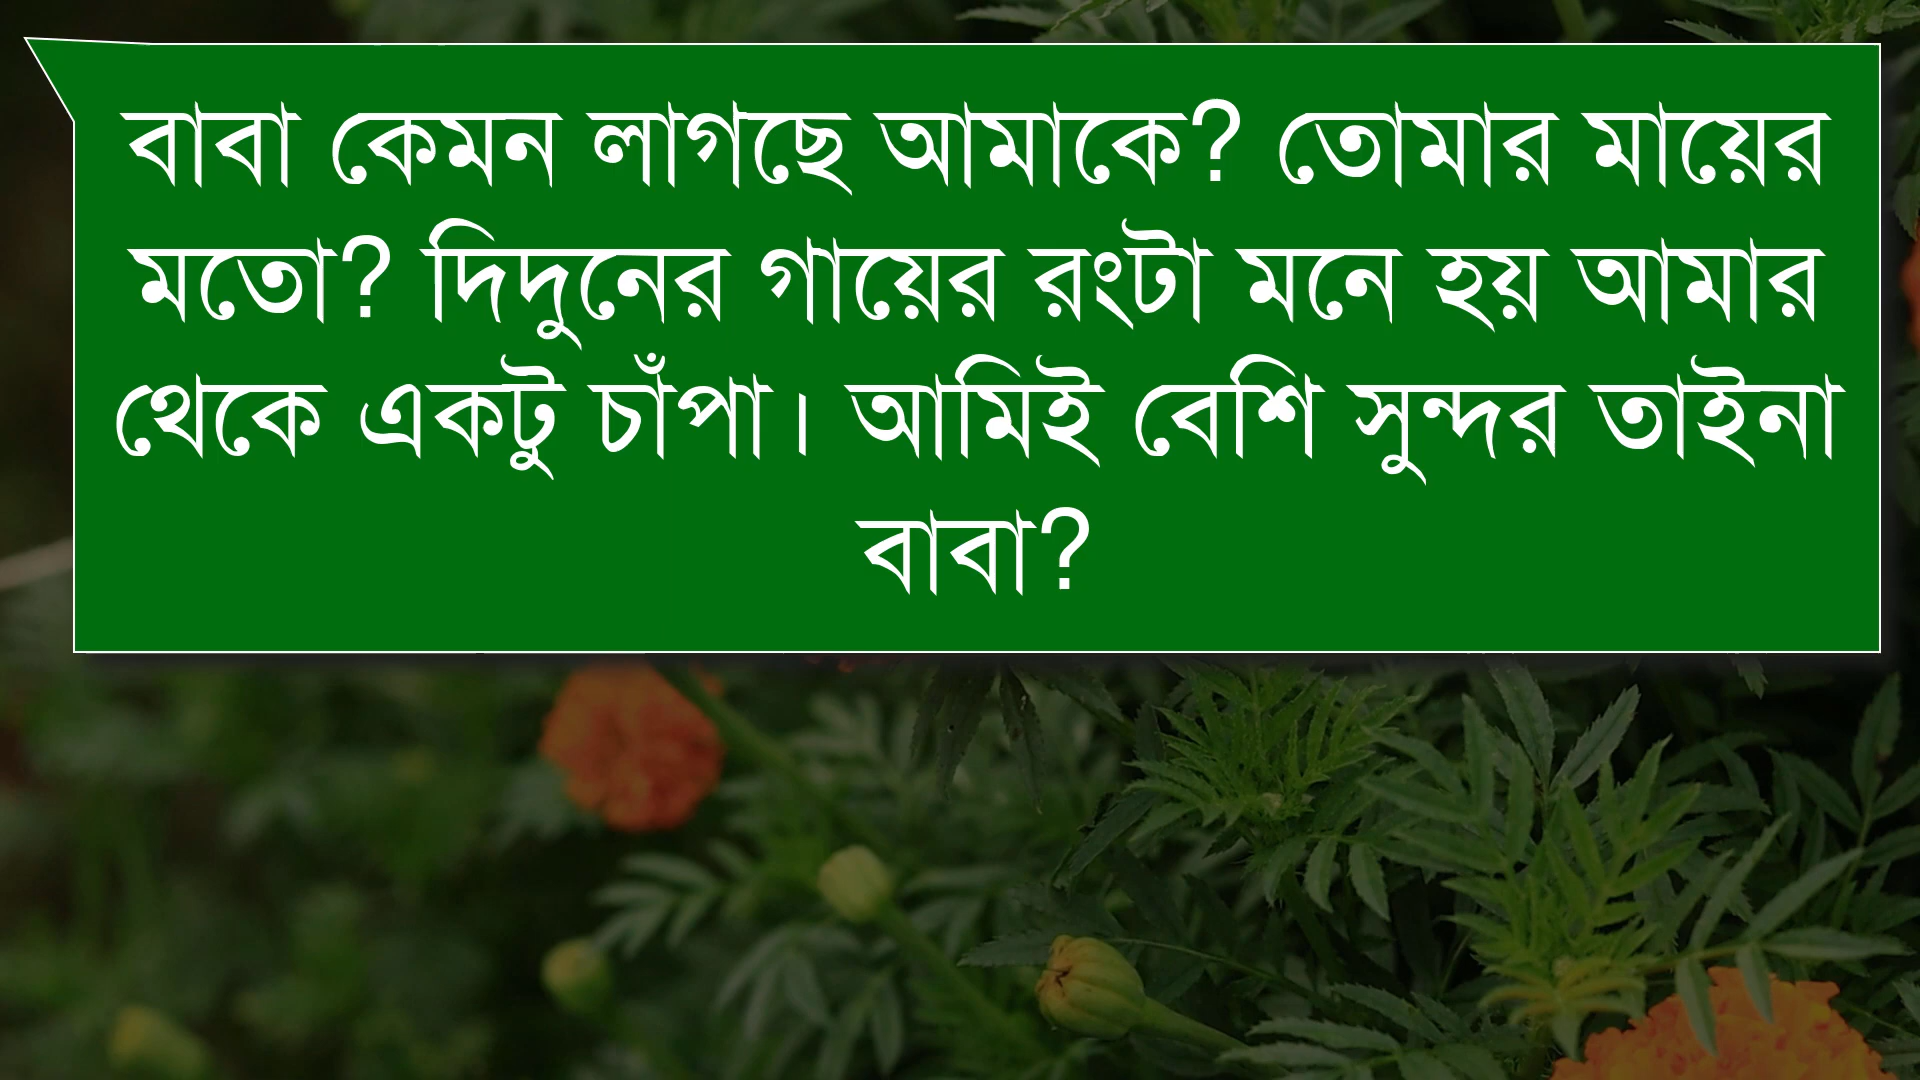 বাবা কেমন লাগছে আমাকে? তোমার মায়ের
মতো? দিদুনের গায়ের রংটা মনে হয় আমার
থেকে একটু চাঁপা। আমিই বেশি সুন্দর তাইনা
বাবা?